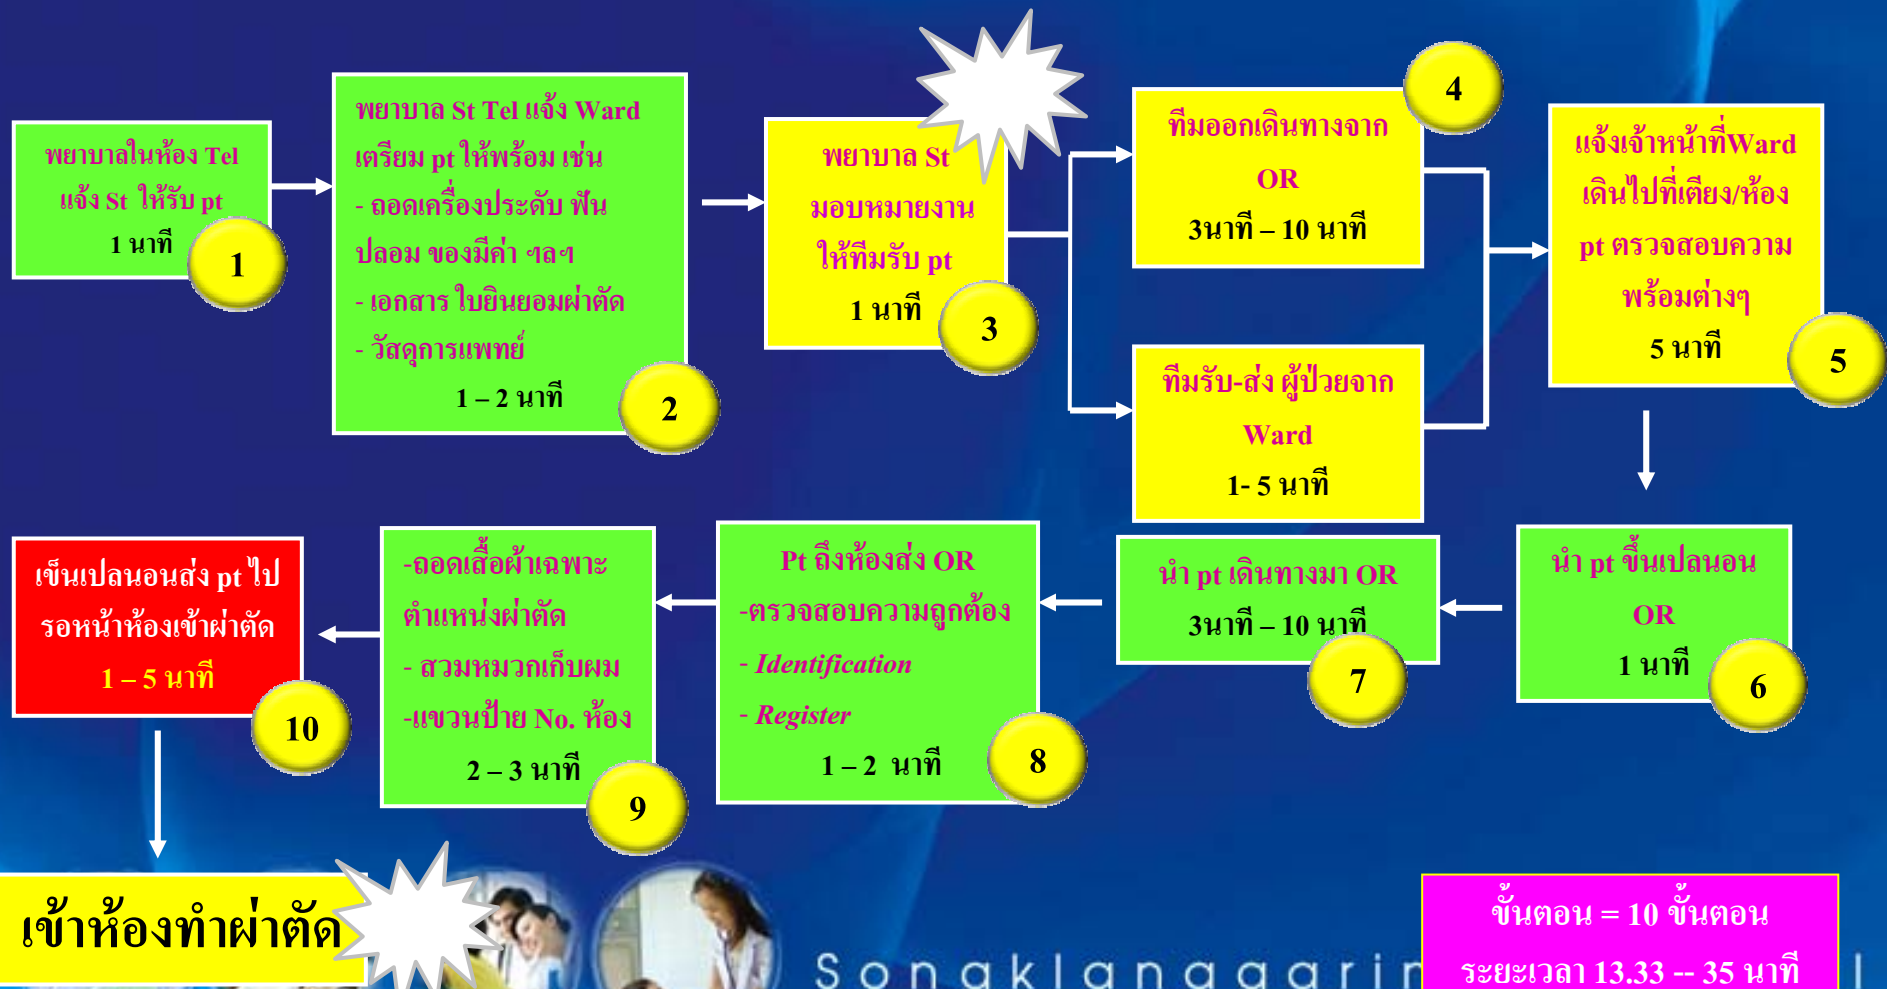 พยาบาลในห้อง Tel
แจ้ง St ให้รับ pt
1 นาที
1
พยาบาล St Tel แจ้ง Ward
เตรียม pt ให้พร้อม เช่น
- ถอดเครื่องประดับ ฟัน
ปลอม ของมีค่า ฯลฯ
- เอกสาร ใบยินยอมผ่าตัด
- วัสดุการแพทย์
1 – 2 นาที
2
พยาบาล St
มอบหมายงาน
ให้ทีมรับ pt
1 นาที
3
ทีมออกเดินทางจาก
OR
3นาที – 10 นาที
4
ทีมรับ-ส่ง ผู้ป่วยจาก
Ward
1- 5 นาที
แจ้งเจ้าหน้าที่Ward
เดินไปที่เตียง/ห้อง
pt ตรวจสอบความ
พร้อมต่างๆ
5 นาที
5
นำ pt ขึ้นเปลนอน
OR
1 นาที
6
นำ pt เดินทางมา OR
3นาที – 10 นาที
7
Pt ถึงห้องส่ง OR
-ตรวจสอบความถูกต้อง
- Identification
- Register
1 – 2 นาที
8
-ถอดเสื้อผ้าเฉพาะ
ตำแหน่งผ่าตัด
- สวมหมวกเก็บผม
-แขวนป้าย No. ห้อง
2 – 3 นาที
9
เข็นเปลนอนส่ง pt ไป
รอหน้าห้องเข้าผ่าตัด
1 – 5 นาที
10
เข้าห้องทำผ่าตัด
ขั้นตอน = 10 ขั้นตอน
ระยะเวลา 13.33 -- 35 นาที